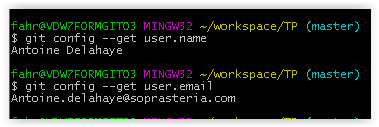 fahr@VDW7FORMGIT03 MINGW32 ~/workspace/TP (master)
$ git config --get user.name
Antoine Delahaye
fahr@VDW7FORMGIT03 MINGW32 ~/workspace/TP (master)
$ git config --get user.email
Antoine.delahaye@soprasteria.com